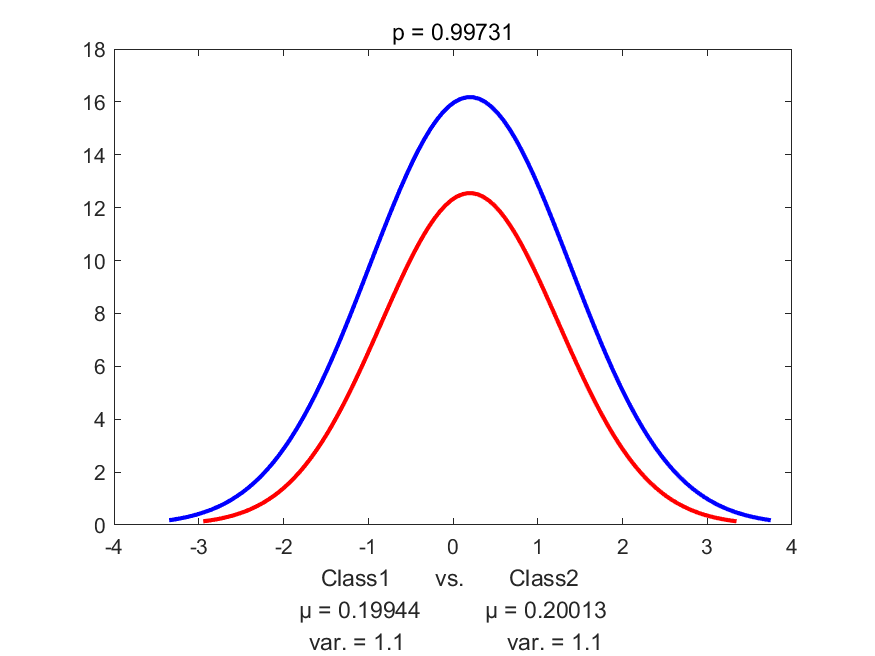 p = 0.99731
18
16
14
12
10
8
6
4
2
0
-4 -3 -2 -1 0 1 2 3 4
Class1 vs. Class2
μ = 0.19944 μ = 0.20013
var. = 1.1 var. = 1.1